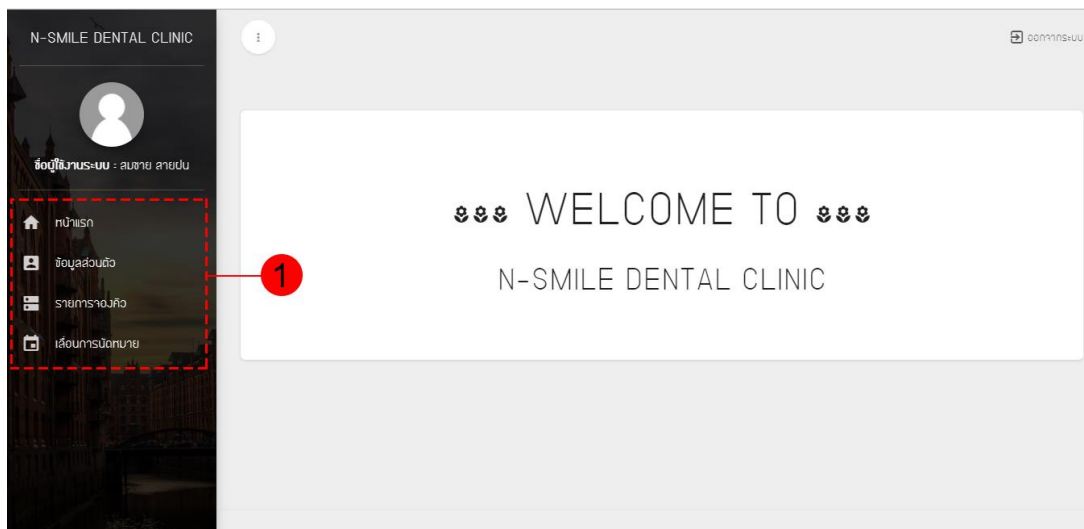 N-SMILE DENTAL CLINIC
ออกจากระบบ
ชื่อผู้ใช้งานระบบ : สมชาย สายฝน
หน้าแรก
ข้อมูลส่วนตัว
รายการจองคิว
เลื่อนการนัดหมาย
1
WELCOME TO
N-SMILE DENTAL CLINIC